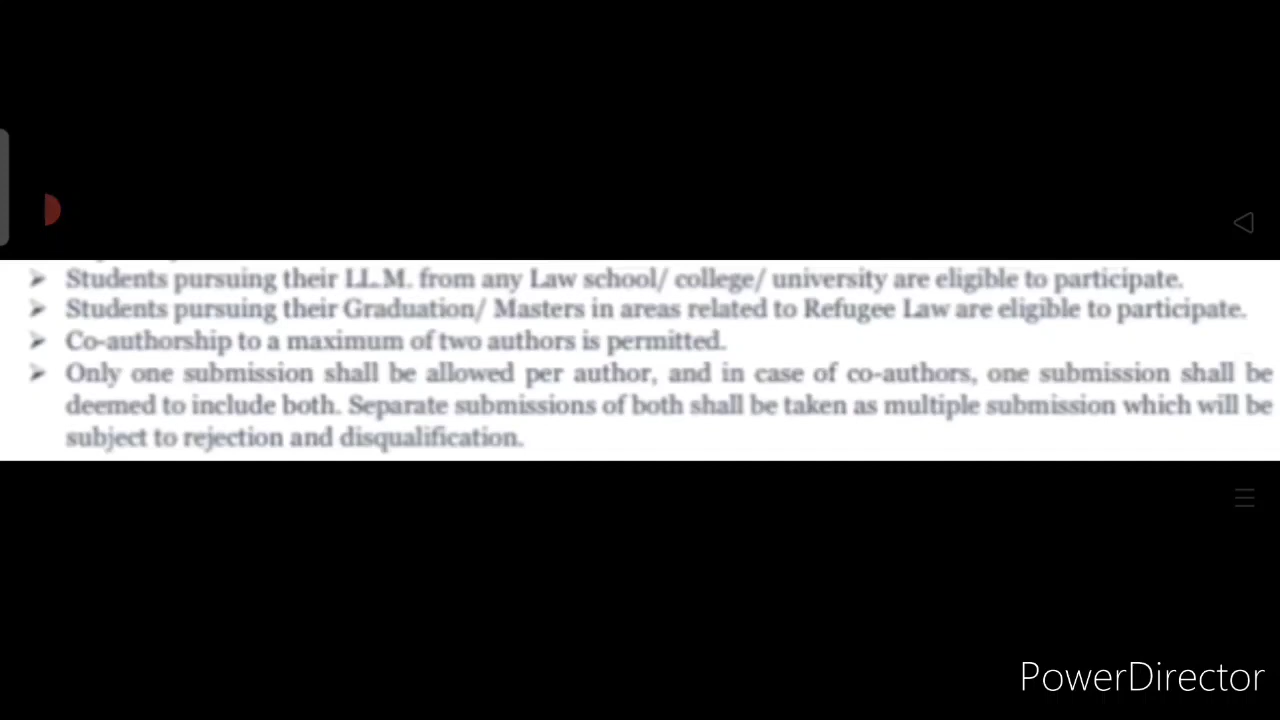 ➤ Students pursuing their LL.M. from any Law school/ college/ university are eligible to participate.
➤ Students pursuing their Graduation/ Masters in areas related to Refugee Law are eligible to participate.
➤ Co-authorship to a maximum of two authors is permitted.
➤ Only one submission shall be allowed per author, and in case of co-authors, one submission shall be
deemed to include both. Separate submissions of both shall be taken as multiple submission which will be
subject to rejection and disqualification.
PowerDirector